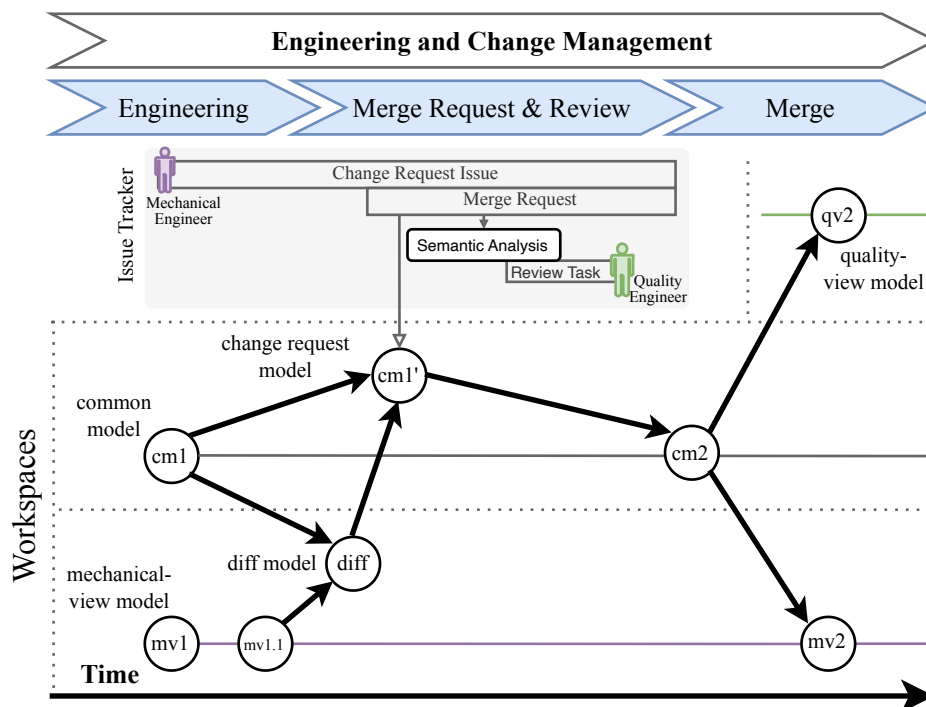 Engineering and Change Management
Engineering
Merge Request & Review
Merge
Issue Tracker
Change Request Issue
Mechanical
Engineer
Merge Request
Semantic Analysis
Review Task
Quality
Engineer
qv2
quality-
view model
Workspaces
change request
model
cm1'
common
model
cm1
cm2
diff model
diff
mechanical-
view model
mv1
mv1.1
mv2
Time